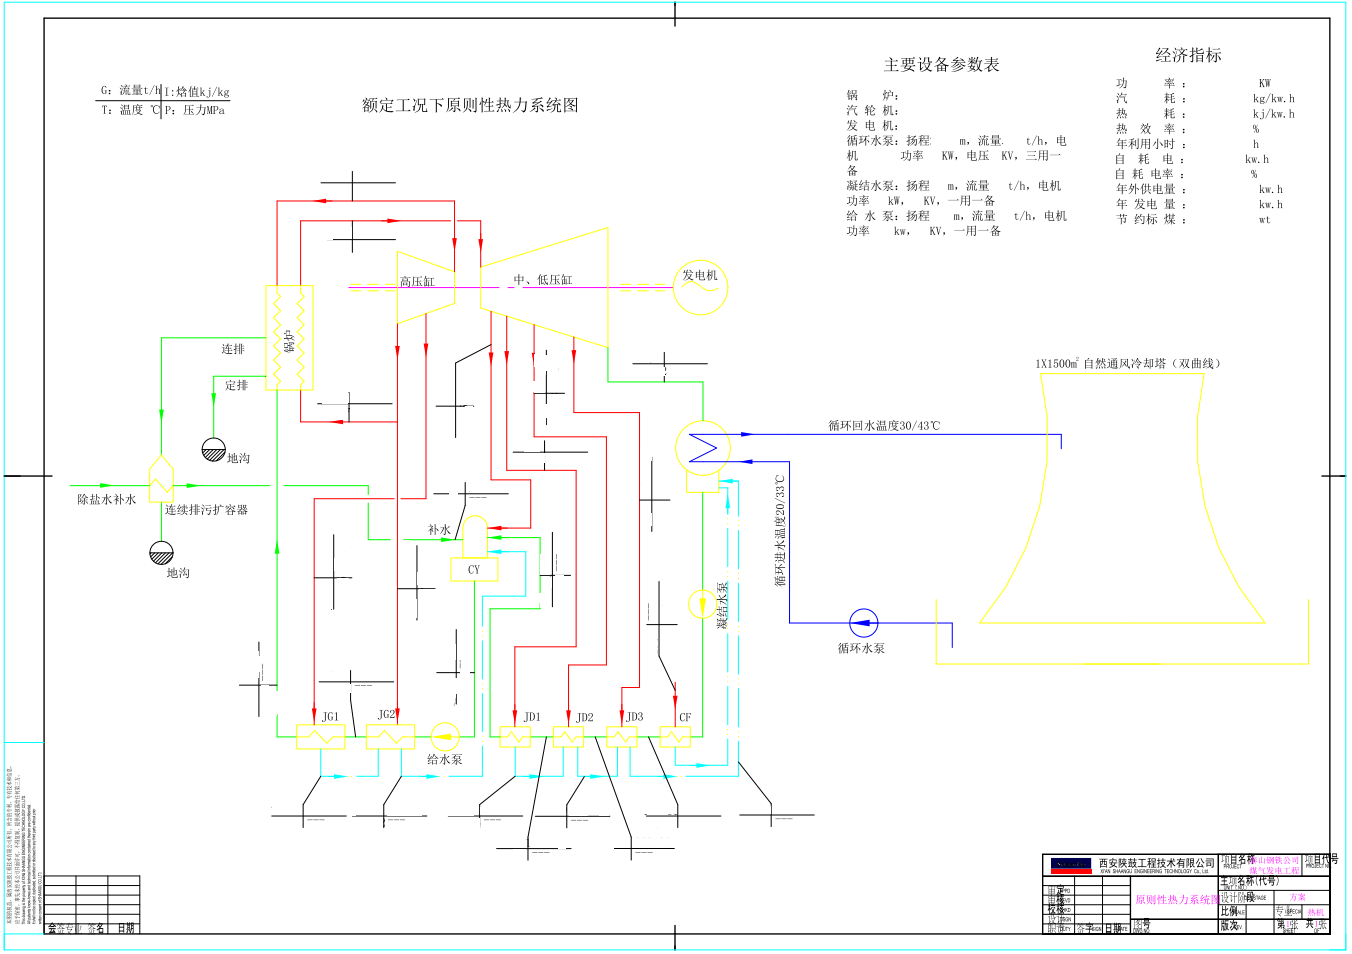 G：流量t/h I:焓值kj/kg
T：温度 ℃ P：压力MPa
额定工况下原则性热力系统图
主要设备参数表
锅 炉：
汽 轮 机：
发 电 机：
循环水泵：扬程 m，流量 t/h，电
机 功率 KW，电压 KV，三用一
备
凝结水泵：扬程 m，流量 t/h，电机
功率 kW， KV，一用一备
给 水 泵：扬程 m，流量 t/h，电机
功率 kw， KV，一用一备
经济指标
功 率： KW
汽 耗： kg/kw.h
热 耗： kj/kw.h
热 效 率： %
年利用小时： h
自 耗 电： kw.h
自 耗 电率： %
年外供电量： kw.h
年 发 电 量： kw.h
节 约 标 煤： wt
高压缸
中、低压缸
发电机
锅炉
连排
定排
地沟
除盐水补水
连续排污扩容器
地沟
补水
CY
1X1500m² 自然通风冷却塔（双曲线）
循环回水温度30/43℃
循环进水温度20/33℃
凝结水泵
循环水泵
JG1
JG2
给水泵
JD1
JD2
JD3
CF
西安陕鼓工程技术有限公司
XI'AN SHAANGU ENGINEERING TECHNOLOGY Co. Ltd.
项目名称
PROJECT
山钢铁公司
煤气发电工程
项目代号
主项名称(代号)
原则性热力系统图
设计阶段
方案
比例
专业
热机
版次
第 张 共 张
审定
审核
校核
设计
签字
日期
图号
会签专业
签名
日期